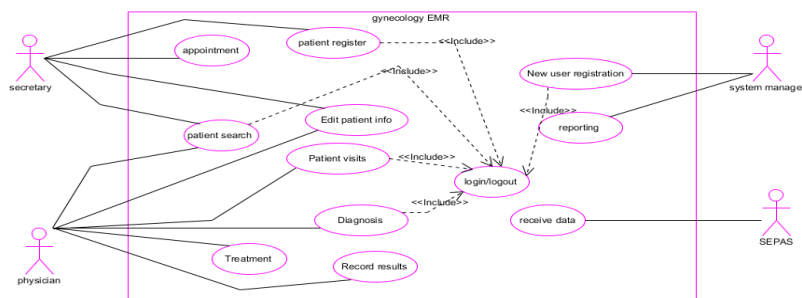 gynecology EMR
patient register
<<Include>>
appointment
secretary
<<Include>>
New user registration
system manage
<<Include>>
Edit patient info
reporting
patient search
Patient visits
<<Include>>
login/logout
<<Include>>
Diagnosis
receive data
SEPAS
Treatment
Record results
physician